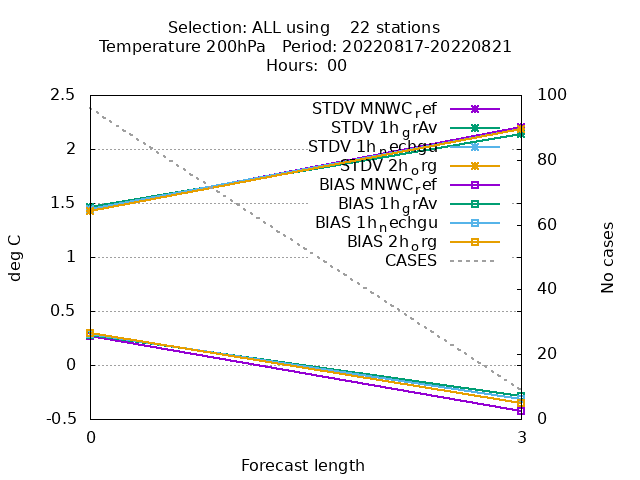 Selection: ALL using 22 stations
Temperature 200hPa Period: 20220817-20220821
Hours: 00
2.5
2
1.5
1
0.5
0
-0.5
100
80
60
40
20
0
deg C
No cases
STDV MNWC_ref
STDV 1h_grAv
STDV 1h_nechgu
STDV 2h_org
BIAS MNWC_ref
BIAS 1h_grAv
BIAS 1h_nechgu
BIAS 2h_org
CASES
0
3
Forecast length